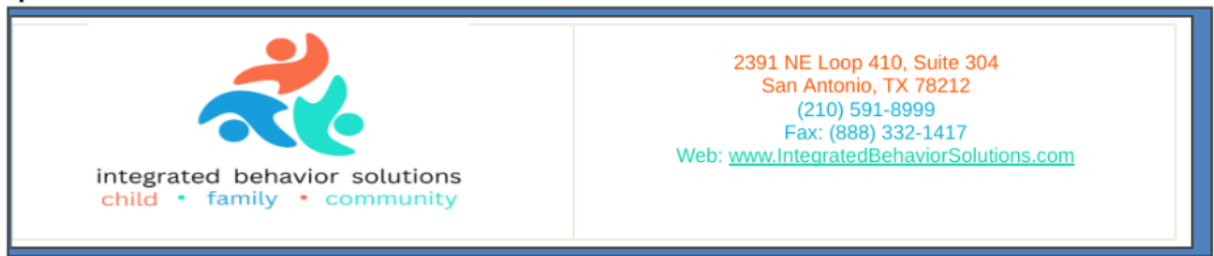 integrated behavior solutions
child • family • community
2391 NE Loop 410, Suite 304
San Antonio, TX 78212
(210) 591-8999
Fax: (888) 332-1417
Web: www.IntegratedBehaviorSolutions.com